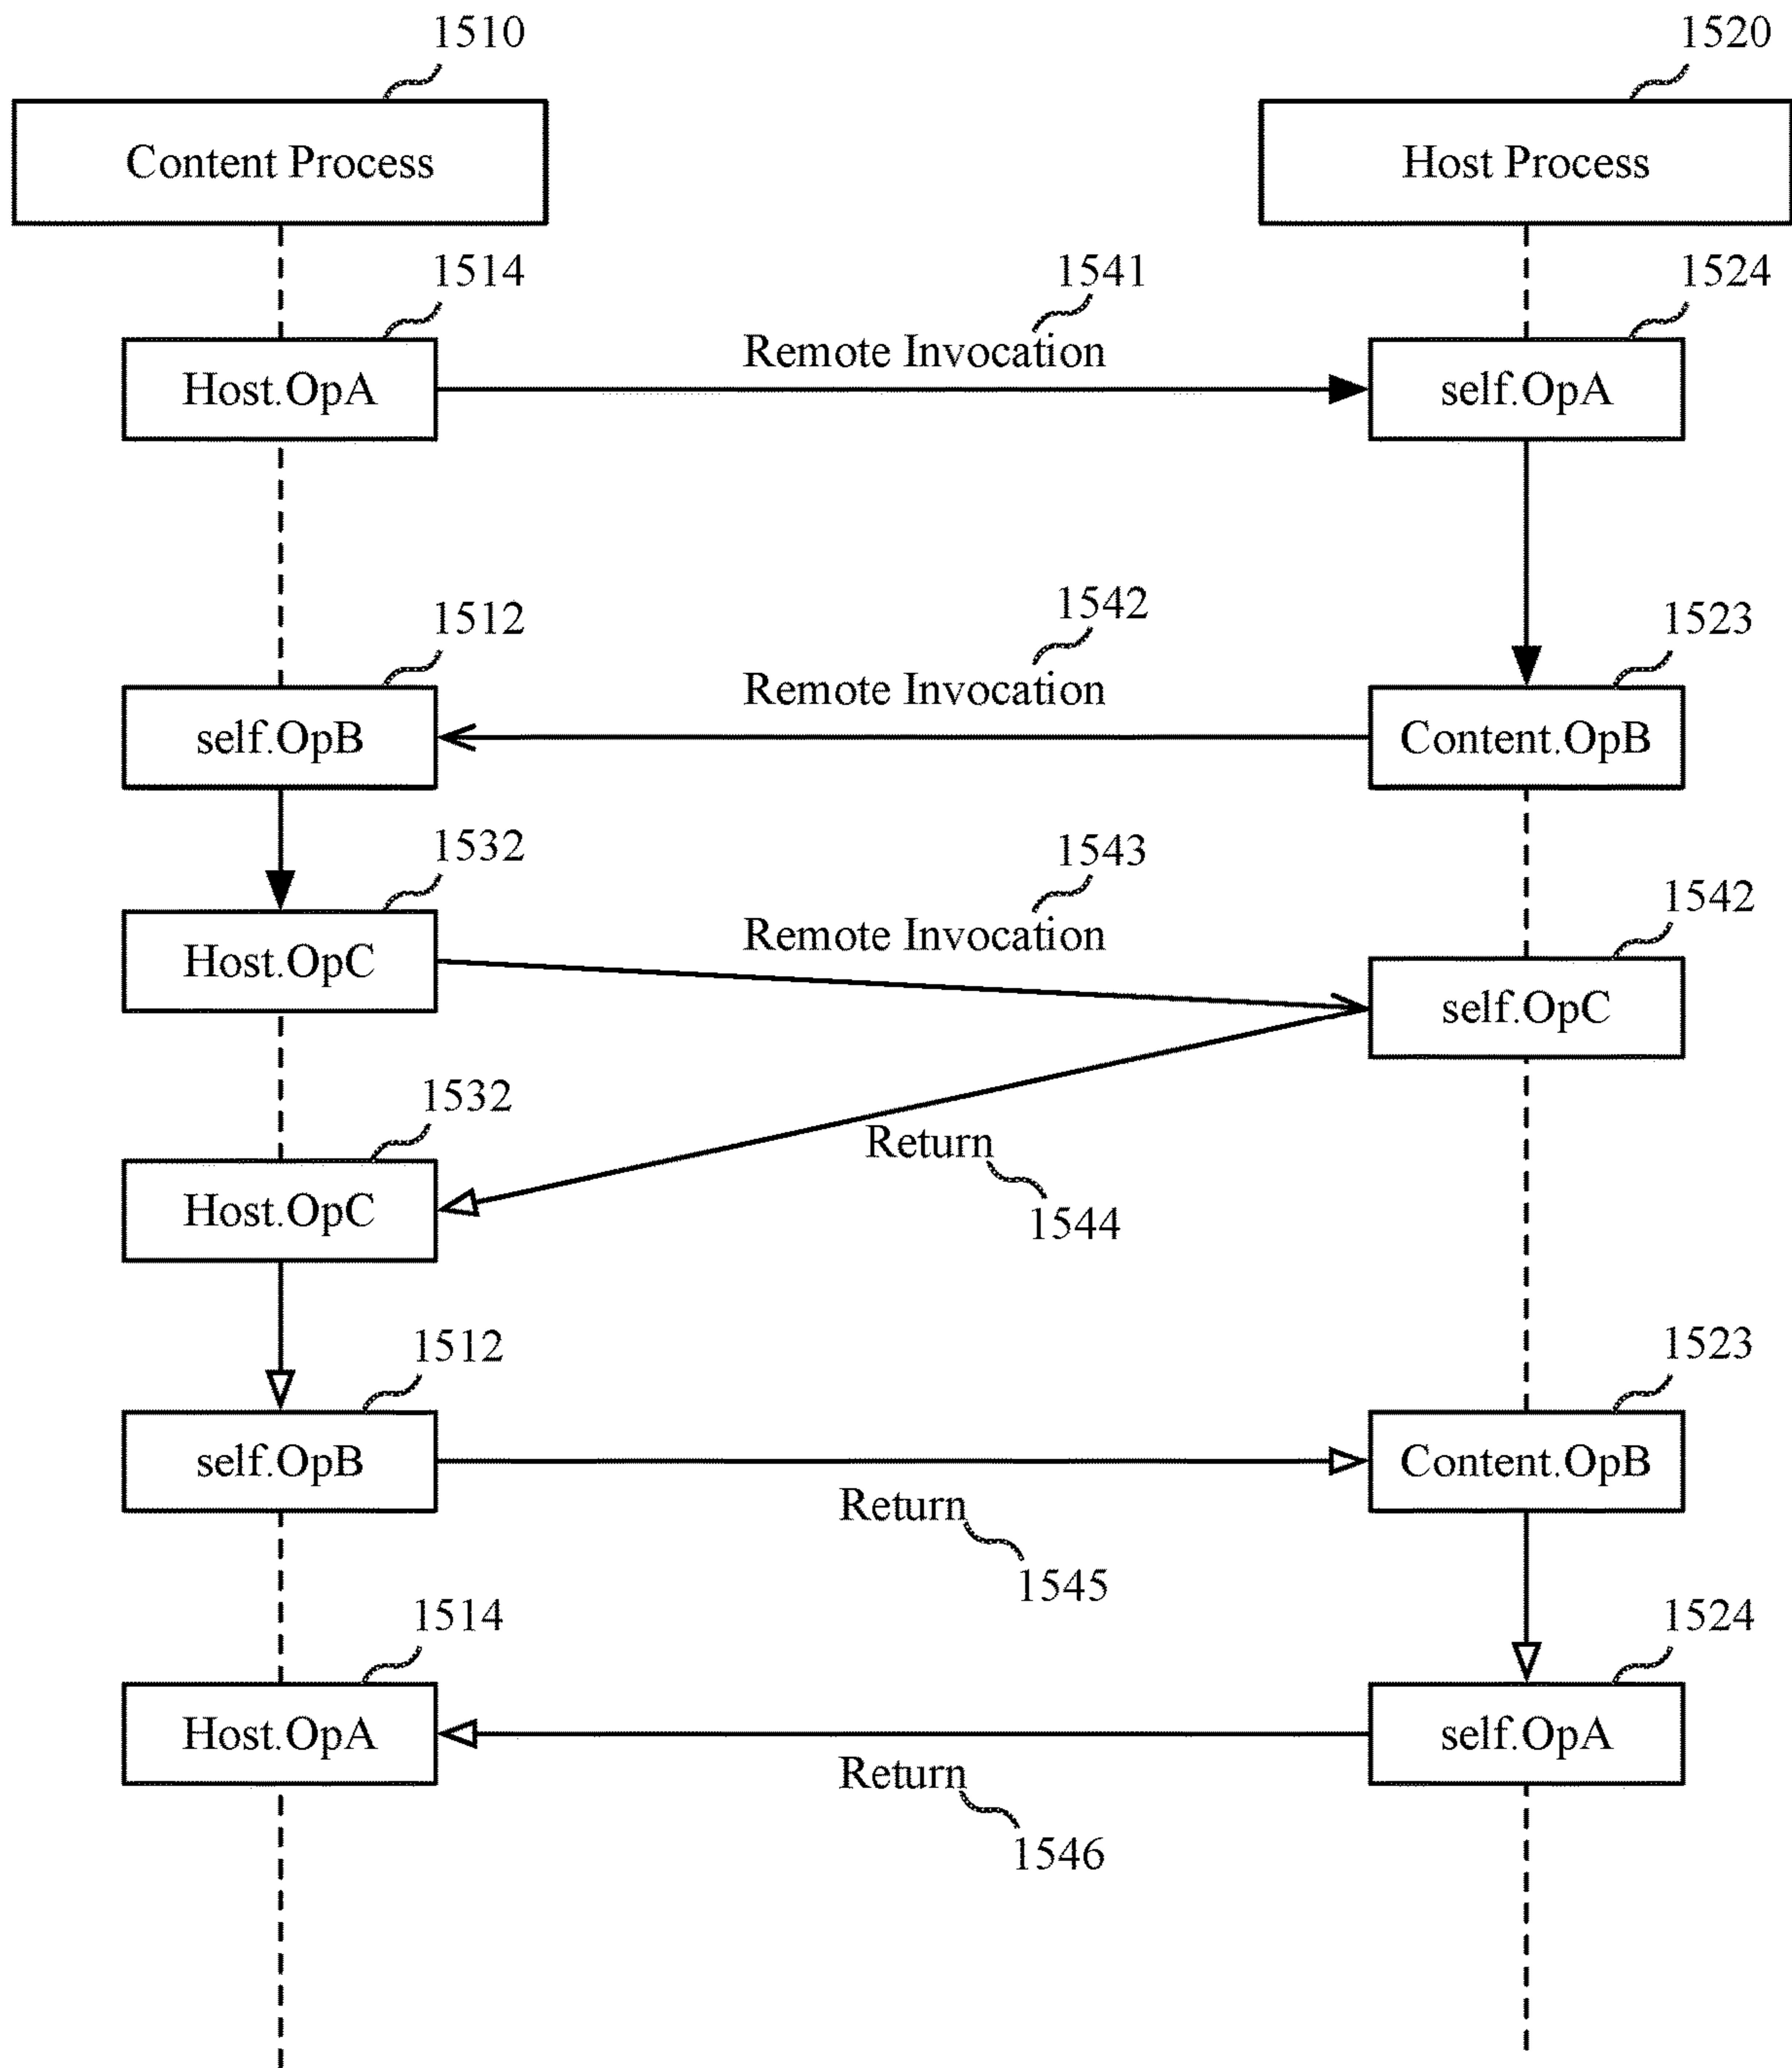 1510
1520
Content Process
Host Process
1514
1541
1524
Remote Invocation
Host.OpA
self.OpA
1512
1542
1523
Remote Invocation
self.OpB
Content.OpB
1532
1543
1542
Remote Invocation
Host.OpC
self.OpC
1532
Return
Host.OpC
1544
1512
1523
self.OpB
Content.OpB
Return
1545
1514
1524
Host.OpA
self.OpA
Return
1546